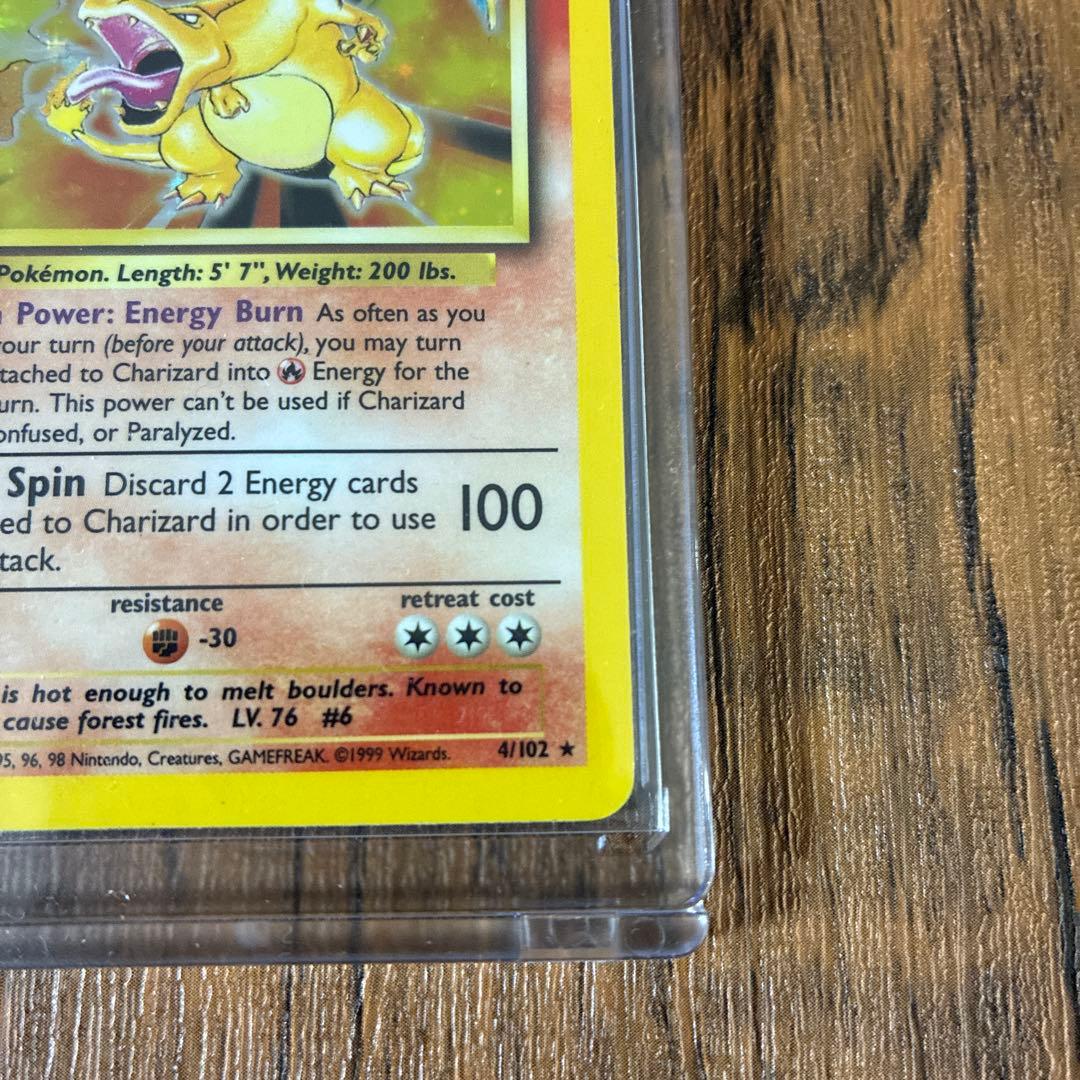 Pokémon. Length: 5' 7", Weight: 200 lbs.
Power: Energy Burn As often as you
our turn (before your attack), you may turn
tached to Charizard into Energy for the
urn. This power can't be used if Charizard
onfused, or Paralyzed.
Spin Discard 2 Energy cards
ed to Charizard in order to use 100
tack.
resistance retreat cost
-30
is hot enough to melt boulders. Known to
cause forest fires. LV. 76 #6
95, 96, 98 Nintendo, Creatures, GAMEFREAK. ©1999 Wizards. 4/102 ★